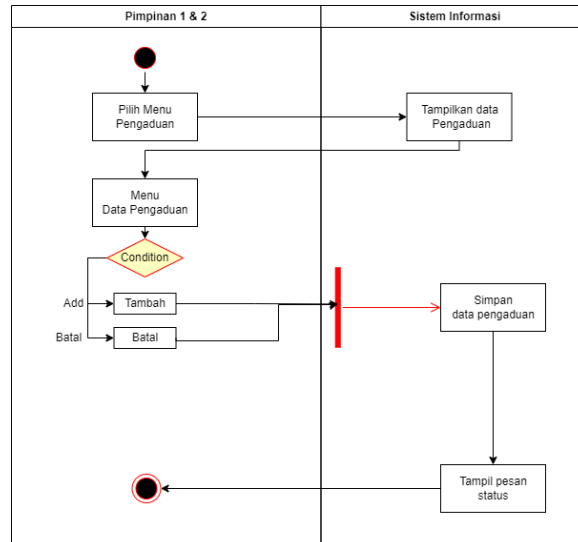 Pimpinan 1 & 2
Sistem Informasi
Pilih Menu
Pengaduan
Tampilkan data
Pengaduan
Menu
Data Pengaduan
Condition
Add
Tambah
Batal
Batal
Simpan
data pengaduan
Tampil pesan
status